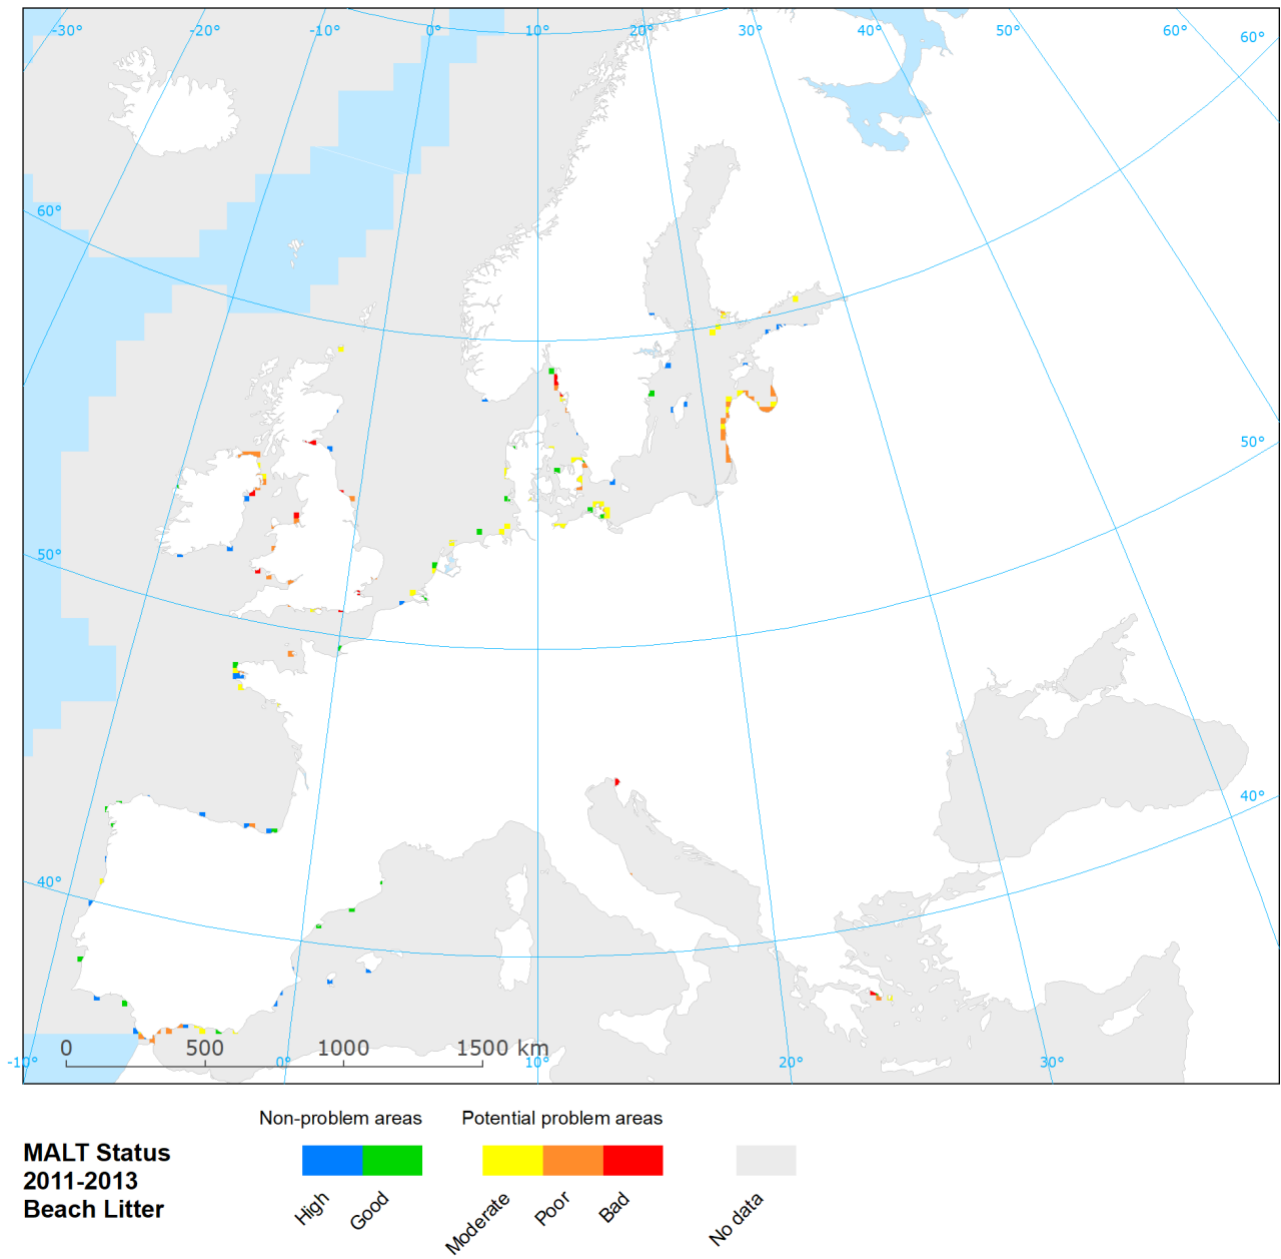 -30° -20° -10° 0° 10° 20° 30° 40° 50° 60° 60°
60°
50°
50°
40°
40°
0 500 1000 1500 km
-10° 0° 10° 20° 30°
Non-problem areas Potential problem areas
MALT Status
2011-2013
Beach Litter
High Good Moderate Poor Bad No data